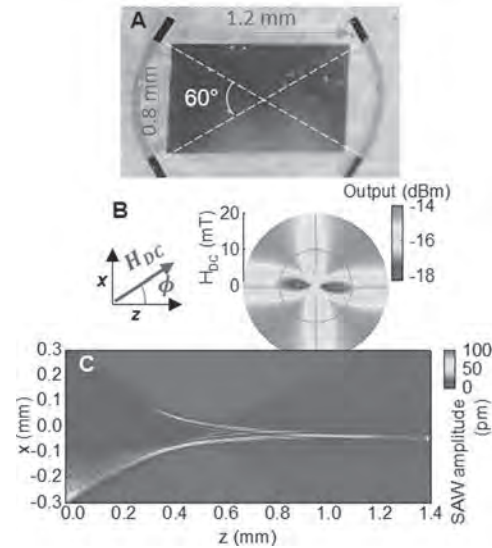 A
1.2 mm
0.8 mm
60°
B
Output (dBm)
-14
-16
-18
H_DC (mT)
20
10
0
10
20
x
H_DC
ϕ
z
C
0.3
0.2
0.1
0.0
-0.1
-0.2
-0.3
x (mm)
0.0 0.2 0.4 0.6 0.8 1.0 1.2 1.4
z (mm)
100
50
0
SAW amplitude (pm)